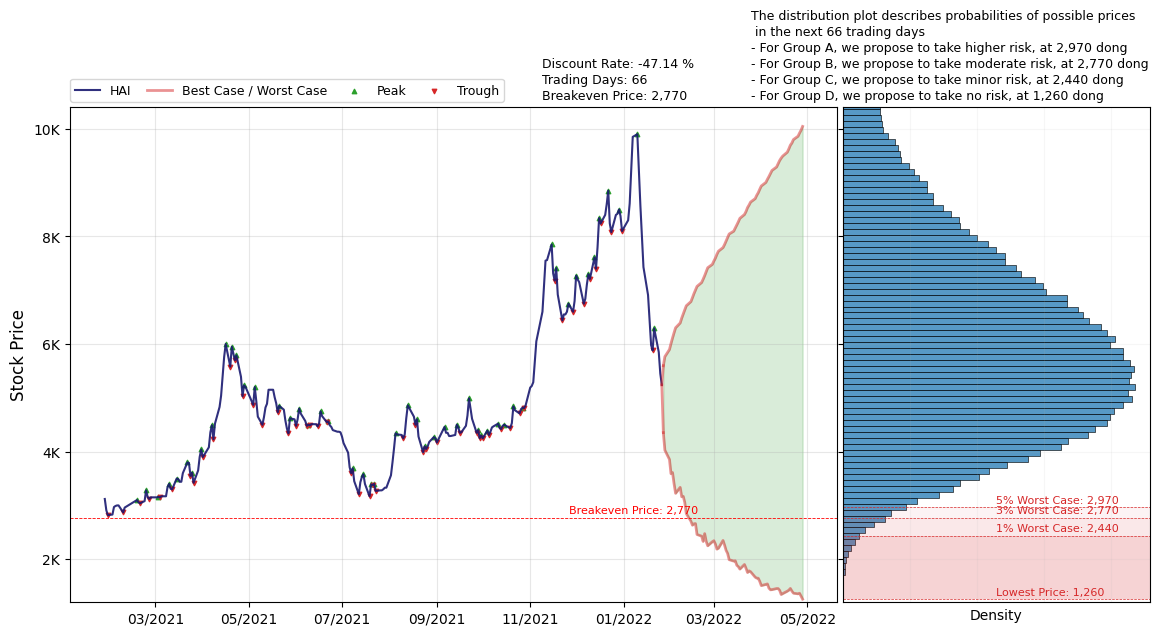 The distribution plot describes probabilities of possible prices
in the next 66 trading days
- For Group A, we propose to take higher risk, at 2,970 dong
- For Group B, we propose to take moderate risk, at 2,770 dong
- For Group C, we propose to take minor risk, at 2,440 dong
- For Group D, we propose to take no risk, at 1,260 dong
Discount Rate: -47.14 %
Trading Days: 66
Breakeven Price: 2,770
HAI Best Case / Worst Case Peak Trough
Stock Price
10K
8K
6K
4K
2K
Breakeven Price: 2,770
5% Worst Case: 2,970
3% Worst Case: 2,770
1% Worst Case: 2,440
Lowest Price: 1,260
03/2021 05/2021 07/2021 09/2021 11/2021 01/2022 03/2022 05/2022
Density